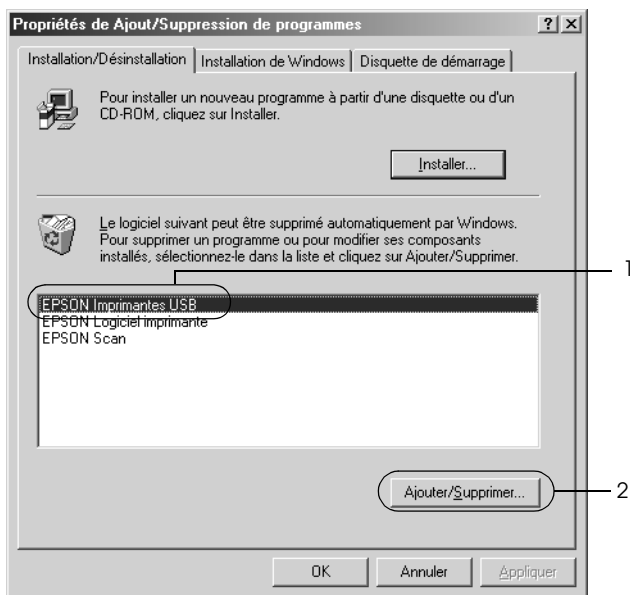 Propriétés de Ajout/Suppression de programmes
Installation/Désinstallation
Installation de Windows
Disquette de démarrage
Pour installer un nouveau programme à partir d'une disquette ou d'un
CD-ROM, cliquez sur Installer.
Installer...
Le logiciel suivant peut être supprimé automatiquement par Windows.
Pour supprimer un programme ou pour modifier ses composants
installés, sélectionnez-le dans la liste et cliquez sur Ajouter/Supprimer.
1
EPSON Imprimantes USB
EPSON Logiciel imprimante
EPSON Scan
Ajouter/Supprimer...
2
OK
Annuler
Appliquer